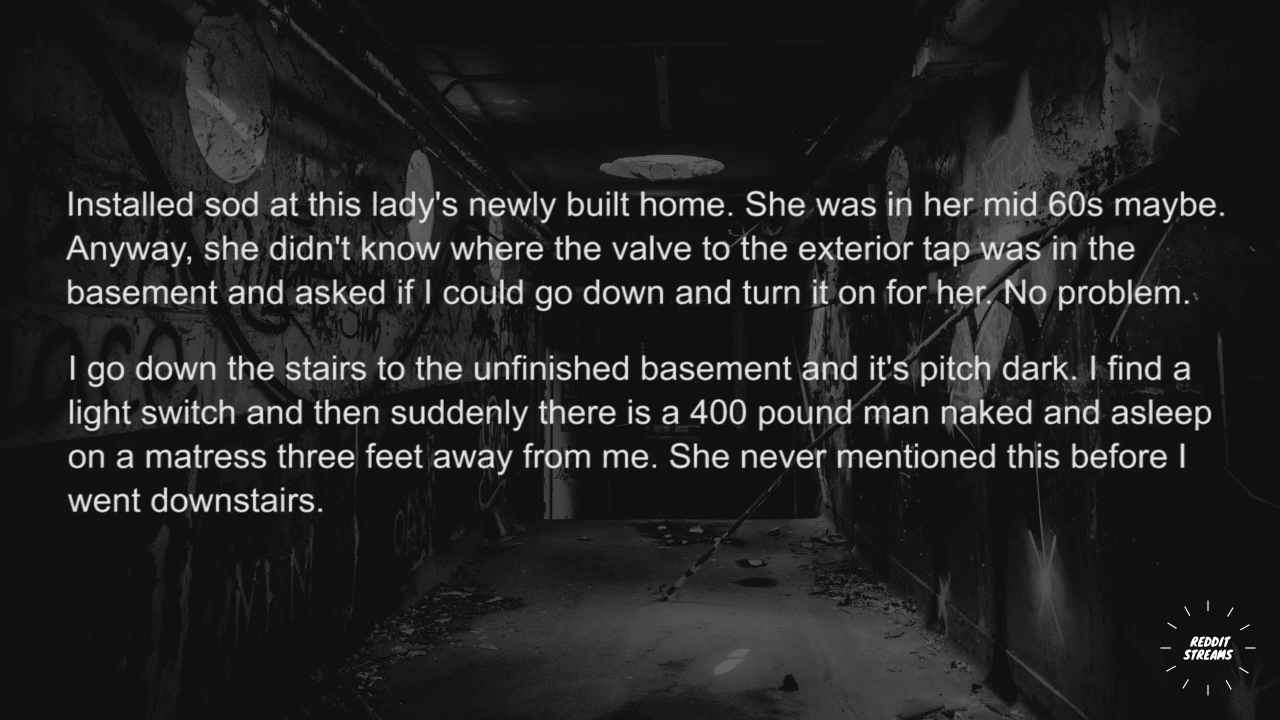 Installed sod at this lady's newly built home. She was in her mid 60s maybe.
Anyway, she didn't know where the valve to the exterior tap was in the
basement and asked if I could go down and turn it on for her. No problem.
I go down the stairs to the unfinished basement and it's pitch dark. I find a
light switch and then suddenly there is a 400 pound man naked and asleep
on a matress three feet away from me. She never mentioned this before I
went downstairs.
REDDIT
STREAMS